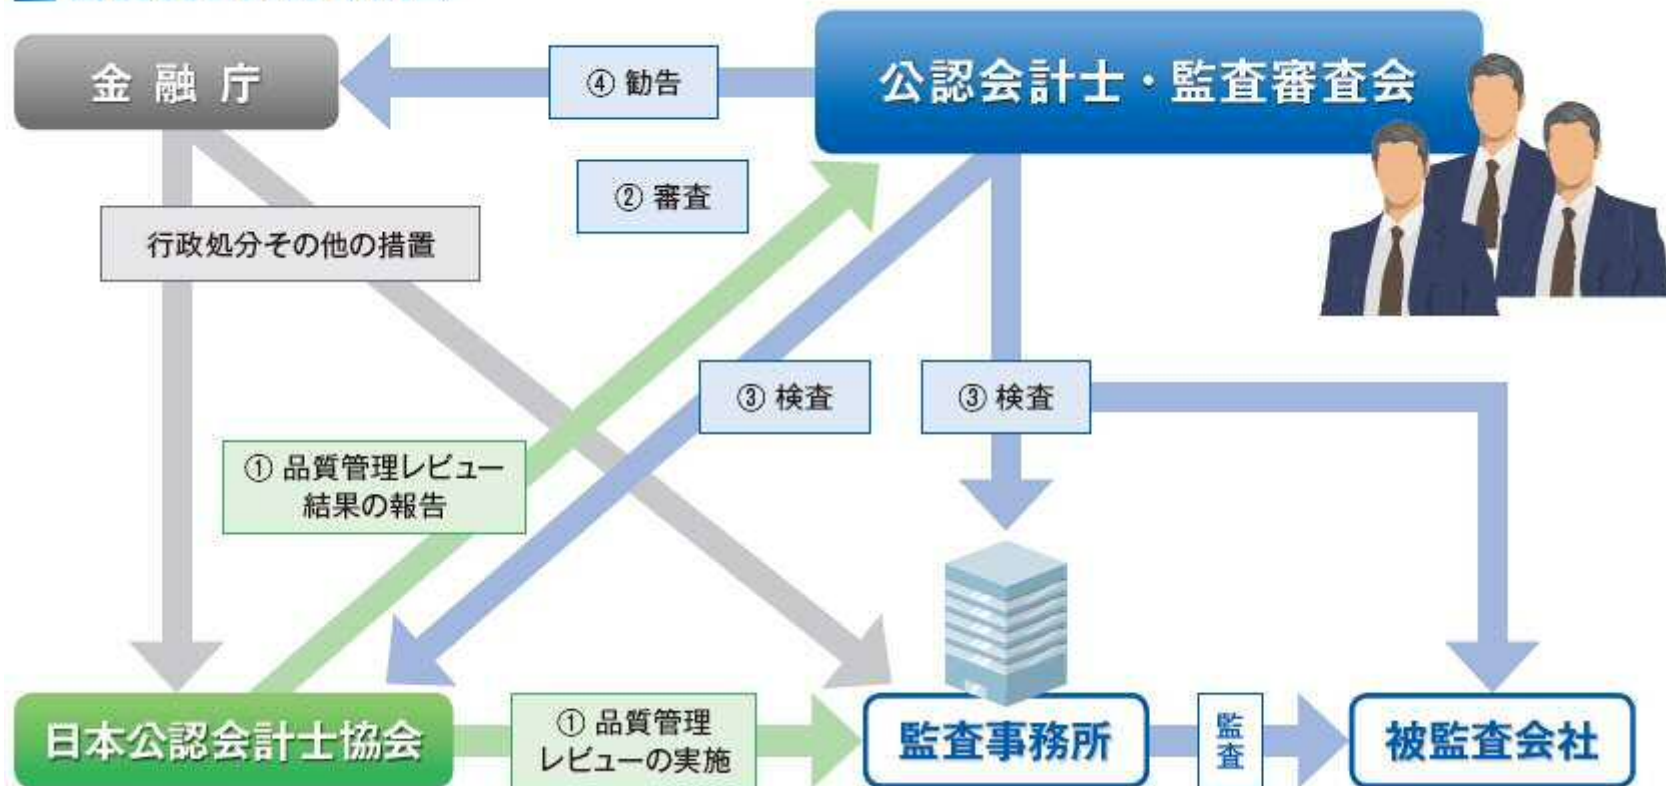 金融庁
④ 勧告
公認会計士・監査審査会
② 審査
行政処分その他の措置
③ 検査
③ 検査
① 品質管理レビュー
結果の報告
日本公認会計士協会
① 品質管理
レビューの実施
監査事務所
監査
被監査会社